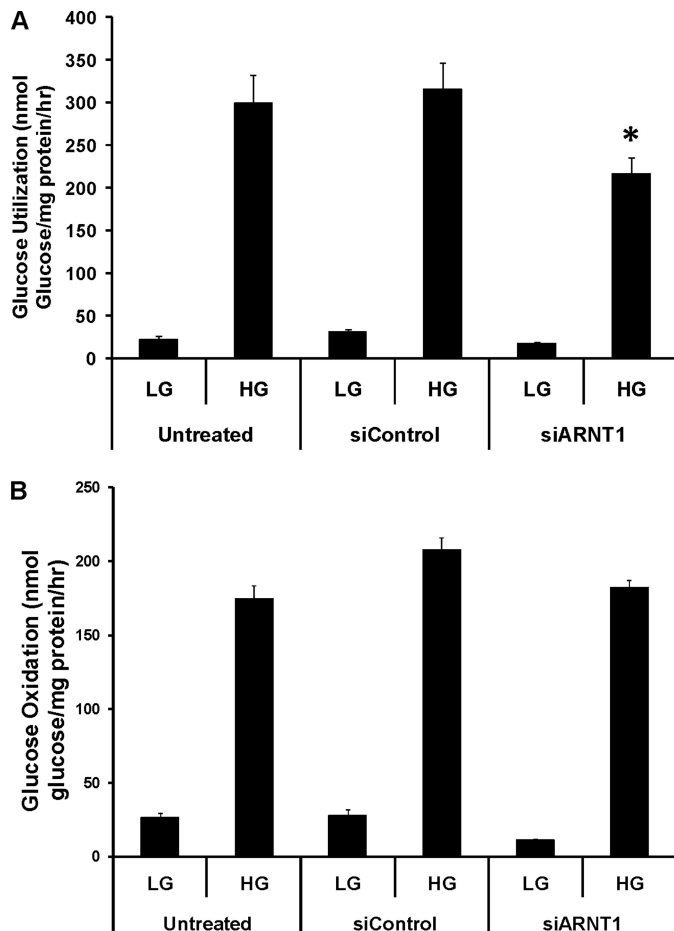 A
Glucose Utilization (nmol
Glucose/mg protein/hr)
400
350
300
250
200
150
100
50
0
*
LG HG LG HG LG HG
Untreated siControl siARNT1
B
Glucose Oxidation (nmol
glucose/mg protein/hr)
250
200
150
100
50
0
LG HG LG HG LG HG
Untreated siControl siARNT1